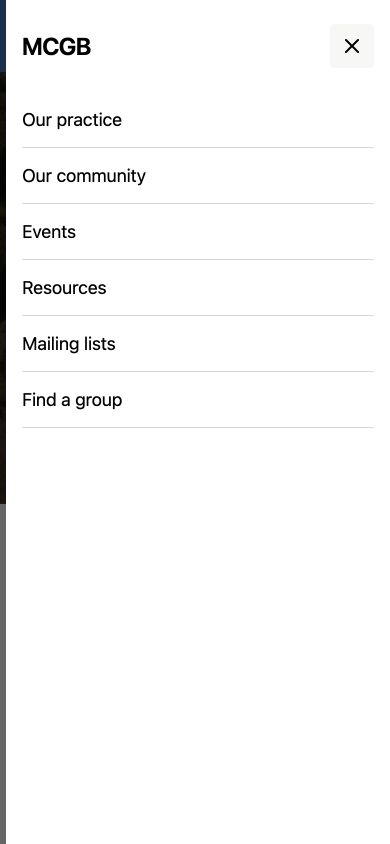 MCGB
Our practice
Our community
Events
Resources
Mailing lists
Find a group